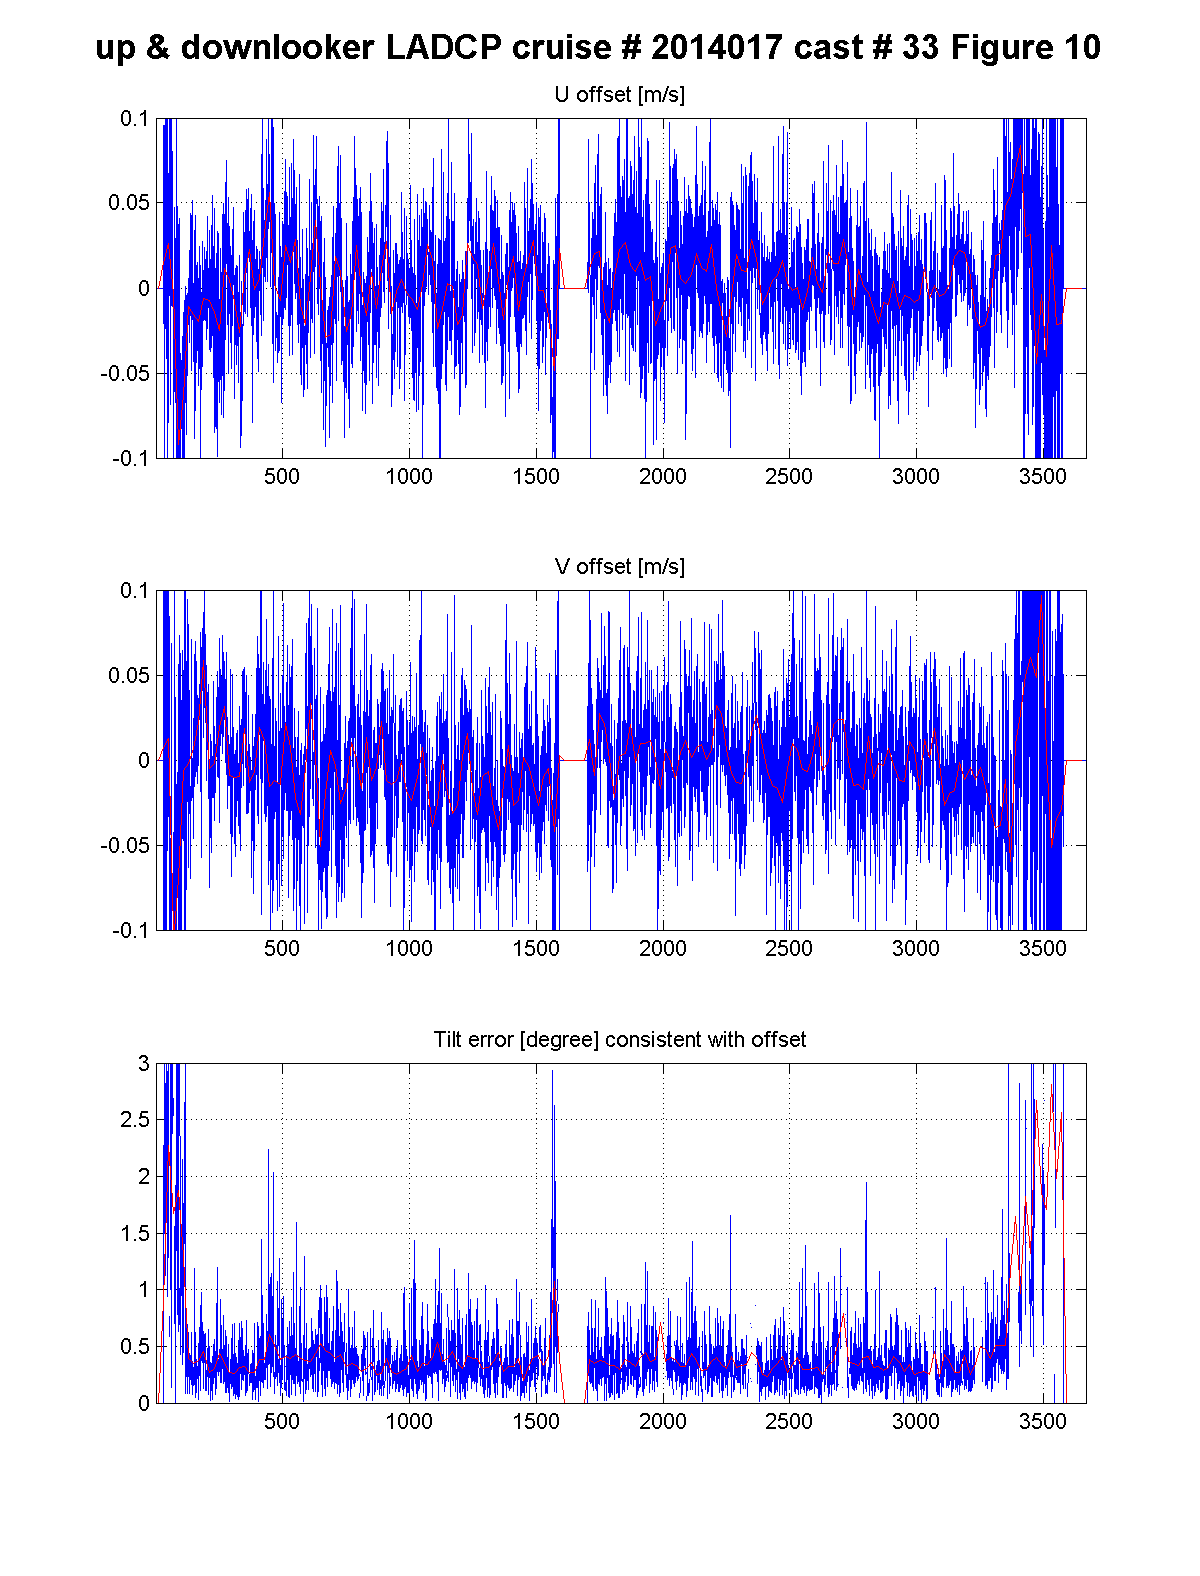 up & downlooker LADCP cruise # 2014017 cast # 33 Figure 10
U offset [m/s]
0.1
0.05
0
-0.05
-0.1
500 1000 1500 2000 2500 3000 3500
V offset [m/s]
0.1
0.05
0
-0.05
-0.1
500 1000 1500 2000 2500 3000 3500
Tilt error [degree] consistent with offset
3
2.5
2
1.5
1
0.5
0
500 1000 1500 2000 2500 3000 3500